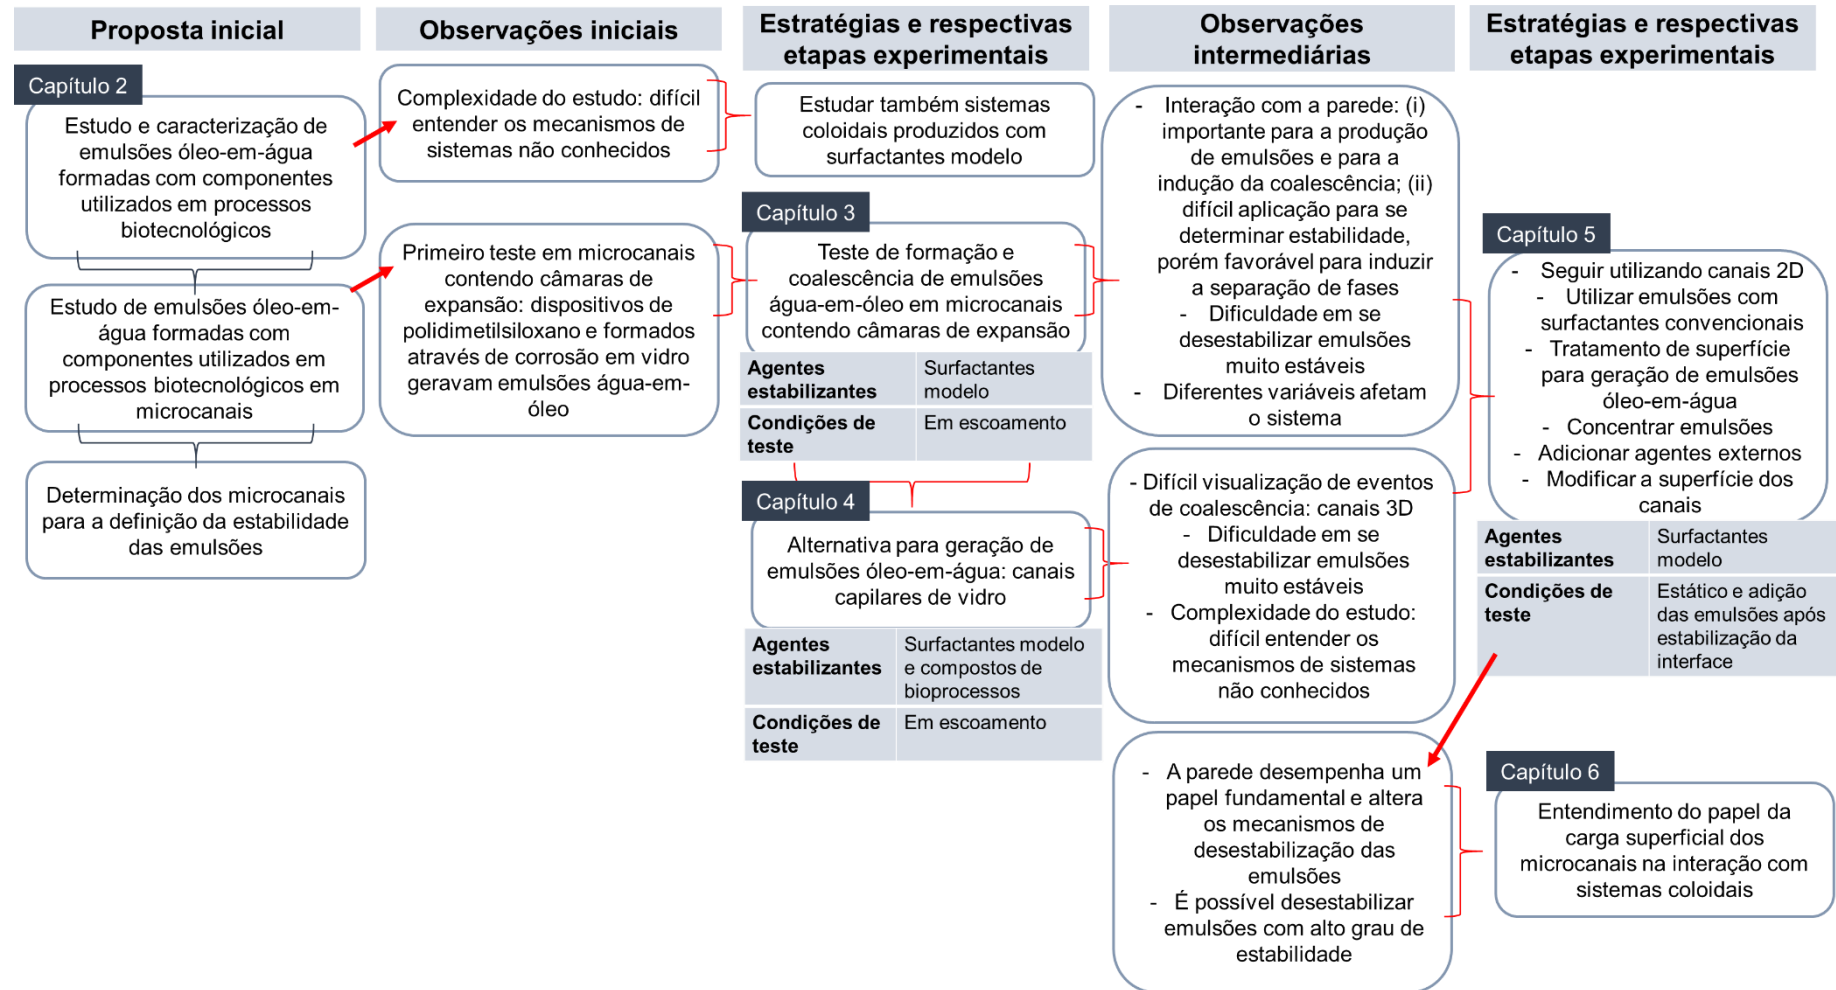 Proposta inicial
Capítulo 2
Estudo e caracterização de
emulsões óleo-em-água
formadas com componentes
utilizados em processos
biotecnológicos
Estudo de emulsões óleo-em-
água formadas com
componentes utilizados em
processos biotecnológicos em
microcanais
Determinação dos microcanais
para a definição da estabilidade
das emulsões
Observações iniciais
Complexidade do estudo: difícil
entender os mecanismos de
sistemas não conhecidos
Primeiro teste em microcanais
contendo câmaras de
expansão: dispositivos de
polidimetilsiloxano e formados
através de corrosão em vidro
geravam emulsões água-em-
óleo
Estratégias e respectivas
etapas experimentais
Estudar também sistemas
coloidais produzidos com
surfactantes modelo
Capítulo 3
Teste de formação e
coalescência de emulsões
água-em-óleo em microcanais
contendo câmaras de expansão
Agentes Surfactantes
estabilizantes modelo
Condições de Em escoamento
teste
Capítulo 4
Alternativa para geração de
emulsões óleo-em-água: canais
capilares de vidro
Agentes Surfactantes modelo
estabilizantes e compostos de
bioprocessos
Condições de Em escoamento
teste
Observações
intermediárias
- Interação com a parede: (i)
importante para a produção
de emulsões e para a
indução da coalescência; (ii)
difícil aplicação para se
determinar estabilidade,
porém favorável para induzir
a separação de fases
- Dificuldade em se
desestabilizar emulsões
muito estáveis
- Diferentes variáveis afetam
o sistema
- Difícil visualização de eventos
de coalescência: canais 3D
- Dificuldade em se
desestabilizar emulsões
muito estáveis
- Complexidade do estudo:
difícil entender os
mecanismos de sistemas
não conhecidos
- A parede desempenha um
papel fundamental e altera
os mecanismos de
desestabilização das
emulsões
- É possível desestabilizar
emulsões com alto grau de
estabilidade
Estratégias e respectivas
etapas experimentais
Capítulo 5
- Seguir utilizando canais 2D
- Utilizar emulsões com
surfactantes convencionais
- Tratamento de superfície
para geração de emulsões
óleo-em-água
- Concentrar emulsões
- Adicionar agentes externos
- Modificar a superfície dos
canais
Agentes Surfactantes
estabilizantes modelo
Condições de Estático e adição
teste das emulsões após
estabilização da
interface
Capítulo 6
Entendimento do papel da
carga superficial dos
microcanais na interação com
sistemas coloidais